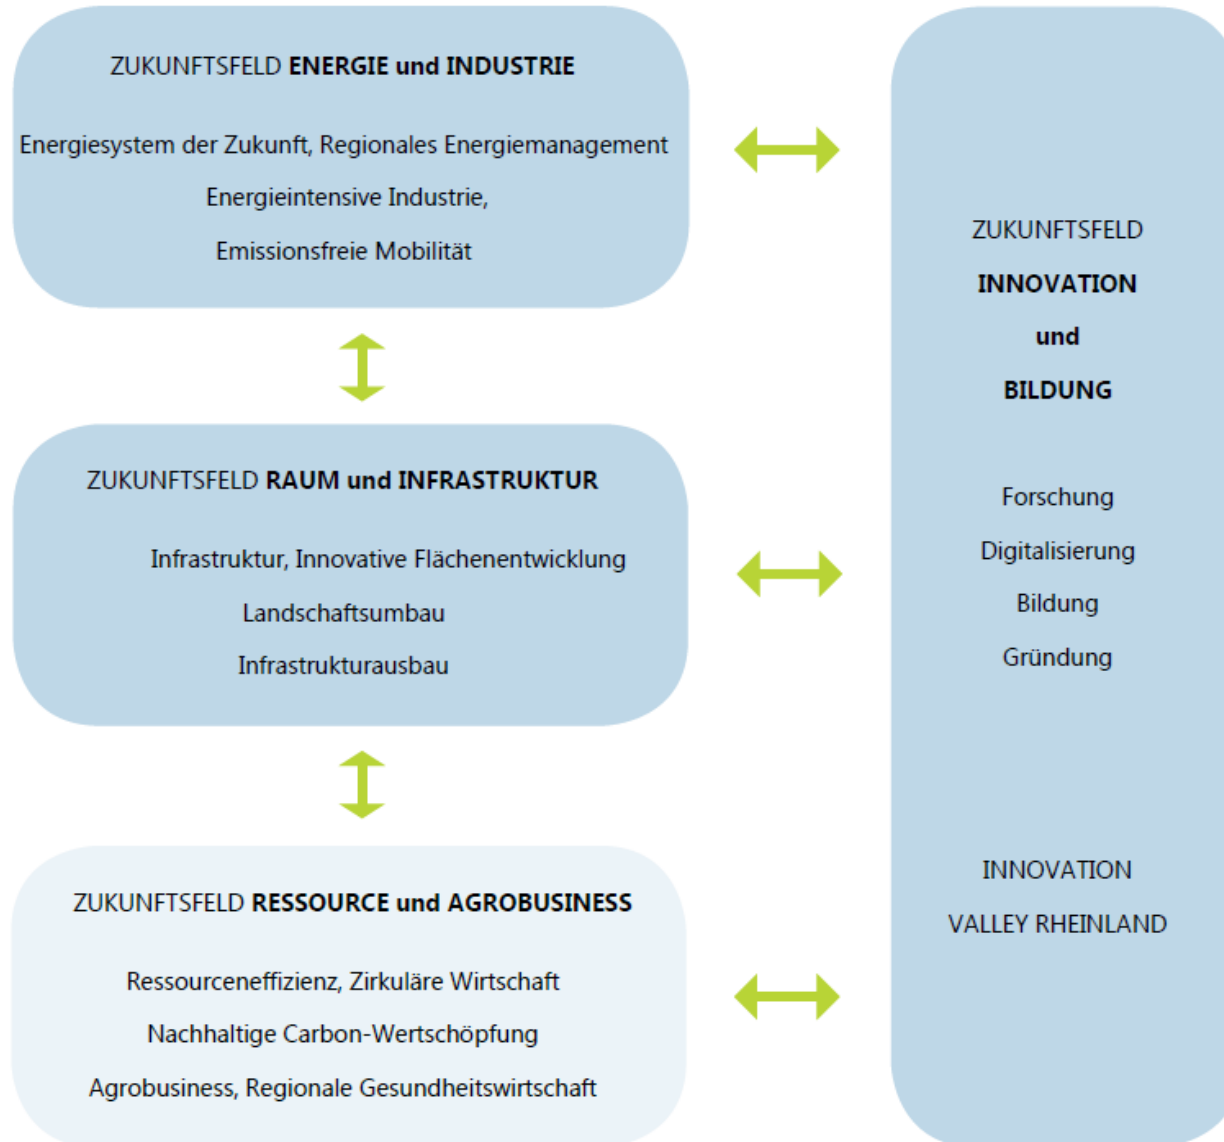 ZUKUNFTSFELD ENERGIE und INDUSTRIE
Energiesystem der Zukunft, Regionales Energiemanagement
Energieintensive Industrie,
Emissionsfreie Mobilität
ZUKUNFTSFELD RAUM und INFRASTRUKTUR
Infrastruktur, Innovative Flächenentwicklung
Landschaftsumbau
Infrastrukturausbau
ZUKUNFTSFELD RESSOURCE und AGROBUSINESS
Ressourceneffizienz, Zirkuläre Wirtschaft
Nachhaltige Carbon-Wertschöpfung
Agrobusiness, Regionale Gesundheitswirtschaft
ZUKUNFTSFELD
INNOVATION
und
BILDUNG
Forschung
Digitalisierung
Bildung
Gründung
INNOVATION
VALLEY RHEINLAND